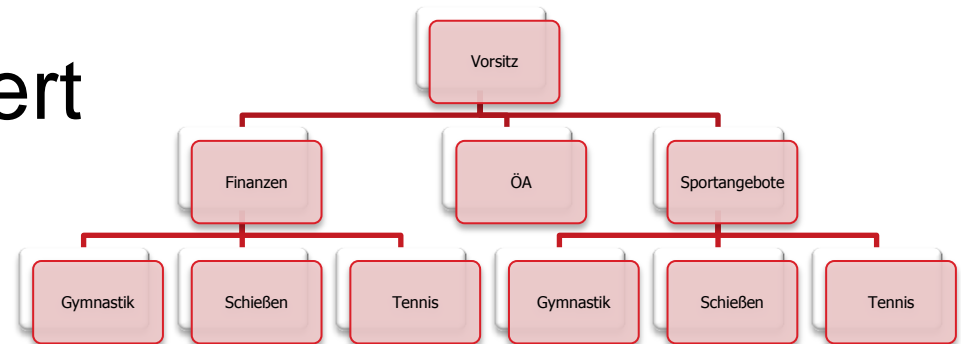 ert
Vorsitz
Finanzen
ÖA
Sportangebote
Gymnastik
Schießen
Tennis
Gymnastik
Schießen
Tennis